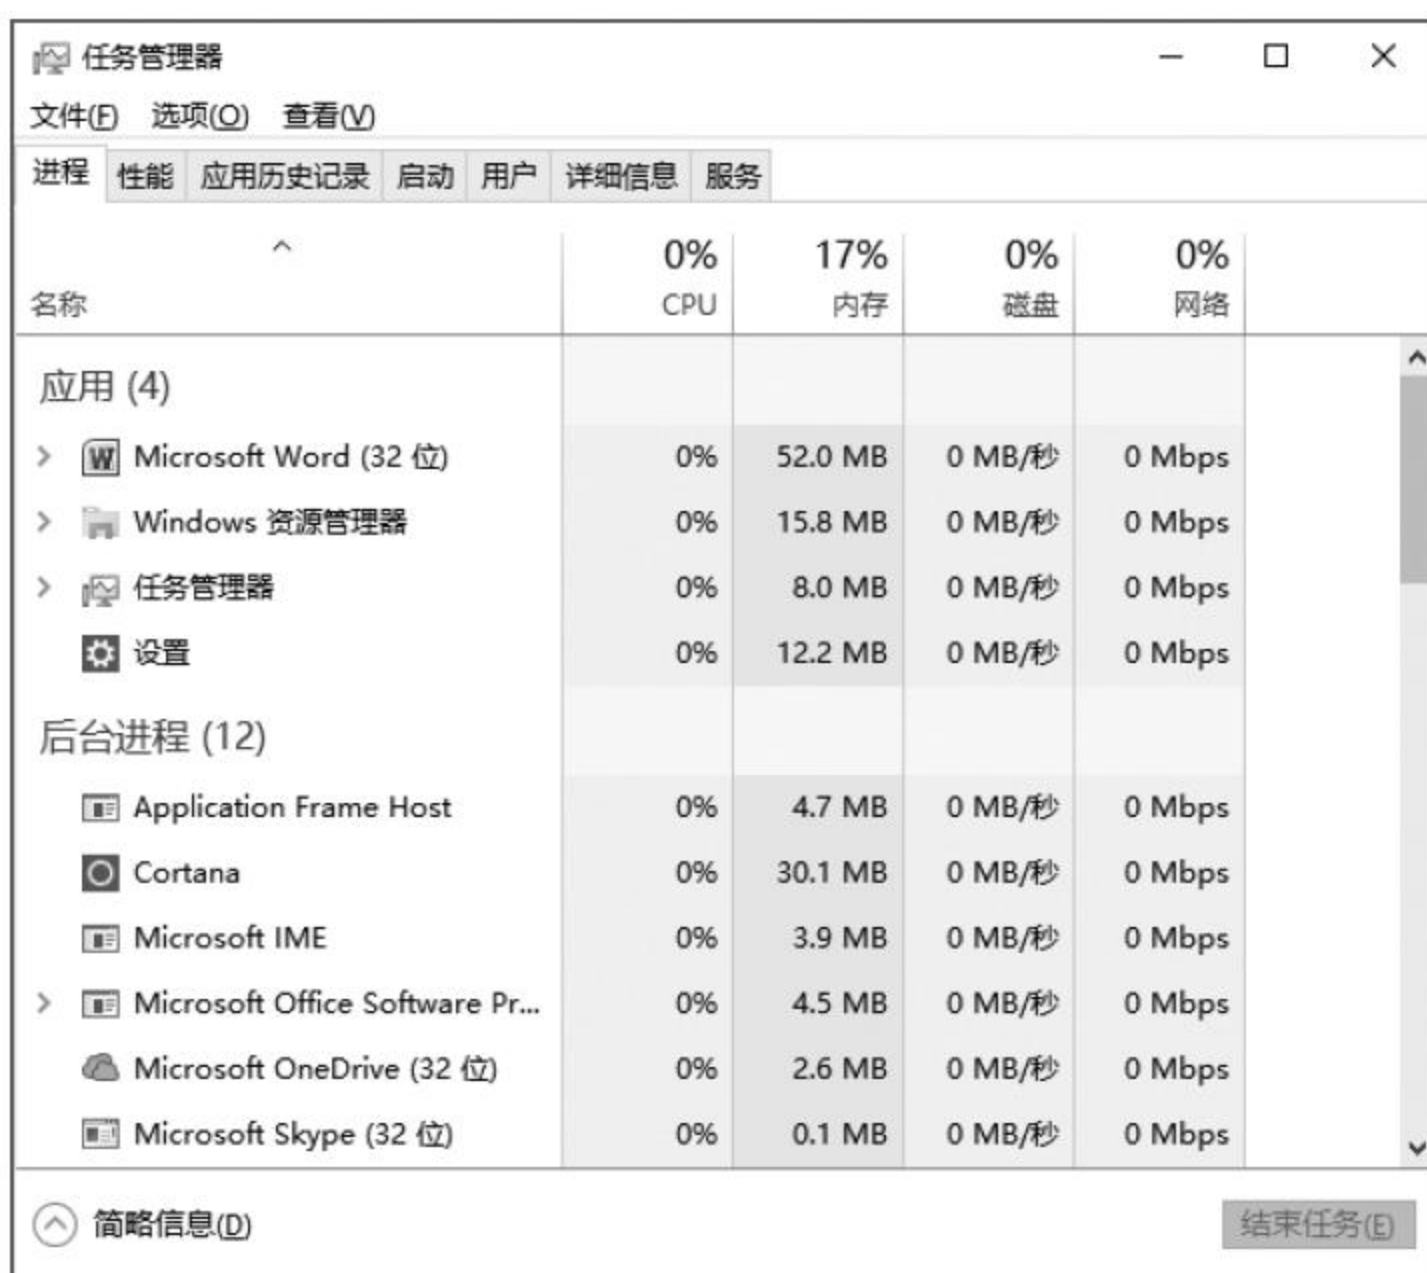 任务管理器
文件(F) 选项(O) 查看(V)
进程 性能 应用历史记录 启动 用户 详细信息 服务
0% 17% 0% 0%
名称 CPU 内存 磁盘 网络
应用 (4)
Microsoft Word (32 位) 0% 52.0 MB 0 MB/秒 0 Mbps
Windows 资源管理器 0% 15.8 MB 0 MB/秒 0 Mbps
任务管理器 0% 8.0 MB 0 MB/秒 0 Mbps
设置 0% 12.2 MB 0 MB/秒 0 Mbps
后台进程 (12)
Application Frame Host 0% 4.7 MB 0 MB/秒 0 Mbps
Cortana 0% 30.1 MB 0 MB/秒 0 Mbps
Microsoft IME 0% 3.9 MB 0 MB/秒 0 Mbps
Microsoft Office Software Pr... 0% 4.5 MB 0 MB/秒 0 Mbps
Microsoft OneDrive (32 位) 0% 2.6 MB 0 MB/秒 0 Mbps
Microsoft Skype (32 位) 0% 0.1 MB 0 MB/秒 0 Mbps
简略信息(D) 结束任务(E)